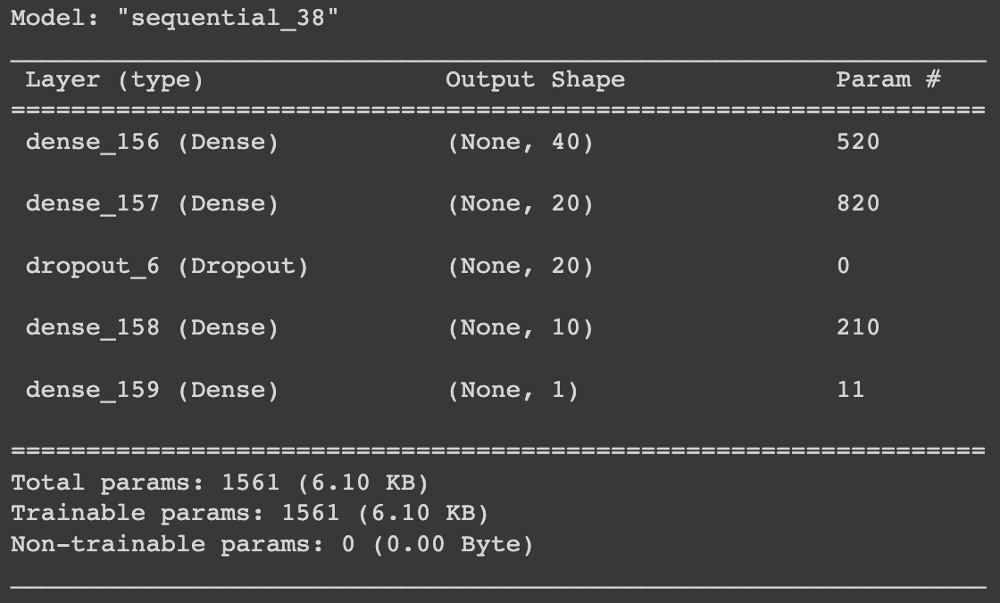 Model: "sequential_38"
Layer (type) Output Shape Param #
=================================================================
dense_156 (Dense) (None, 40) 520
dense_157 (Dense) (None, 20) 820
dropout_6 (Dropout) (None, 20) 0
dense_158 (Dense) (None, 10) 210
dense_159 (Dense) (None, 1) 11
=================================================================
Total params: 1561 (6.10 KB)
Trainable params: 1561 (6.10 KB)
Non-trainable params: 0 (0.00 Byte)